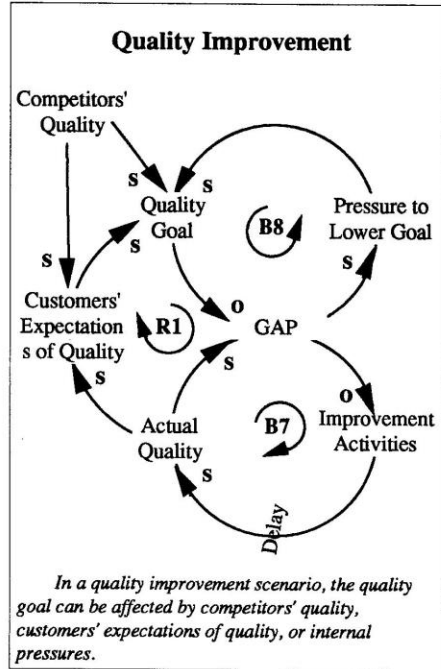 Quality Improvement
Competitors'
Quality
S
S
Quality
Goal
B8
Pressure to
Lower Goal
S
S
S
O
Customers'
Expectation
s of Quality
R1
GAP
S
S
O
Actual
Quality
B7
Improvement
Activities
S
Delay
In a quality improvement scenario, the quality
goal can be affected by competitors' quality,
customers' expectations of quality, or internal
pressures.